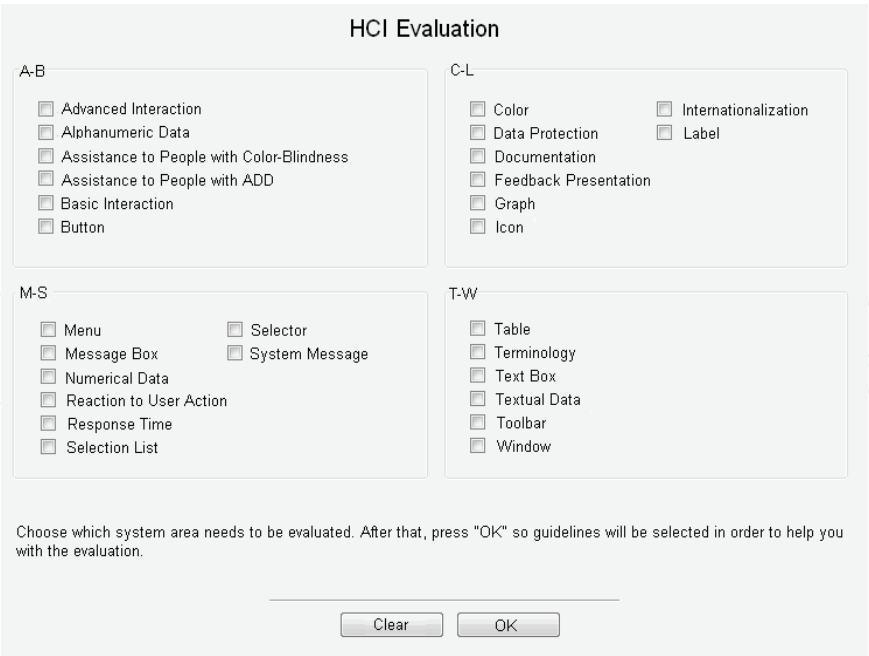 HCI Evaluation
A-B
Advanced Interaction
Alphanumeric Data
Assistance to People with Color-Blindness
Assistance to People with ADD
Basic Interaction
Button
C-L
Color
Data Protection
Documentation
Feedback Presentation
Graph
Icon
Internationalization
Label
M-S
Menu
Message Box
Numerical Data
Reaction to User Action
Response Time
Selection List
Selector
System Message
T-W
Table
Terminology
Text Box
Textual Data
Toolbar
Window
Choose which system area needs to be evaluated. After that, press "OK" so guidelines will be selected in order to help you
with the evaluation.
Clear
OK